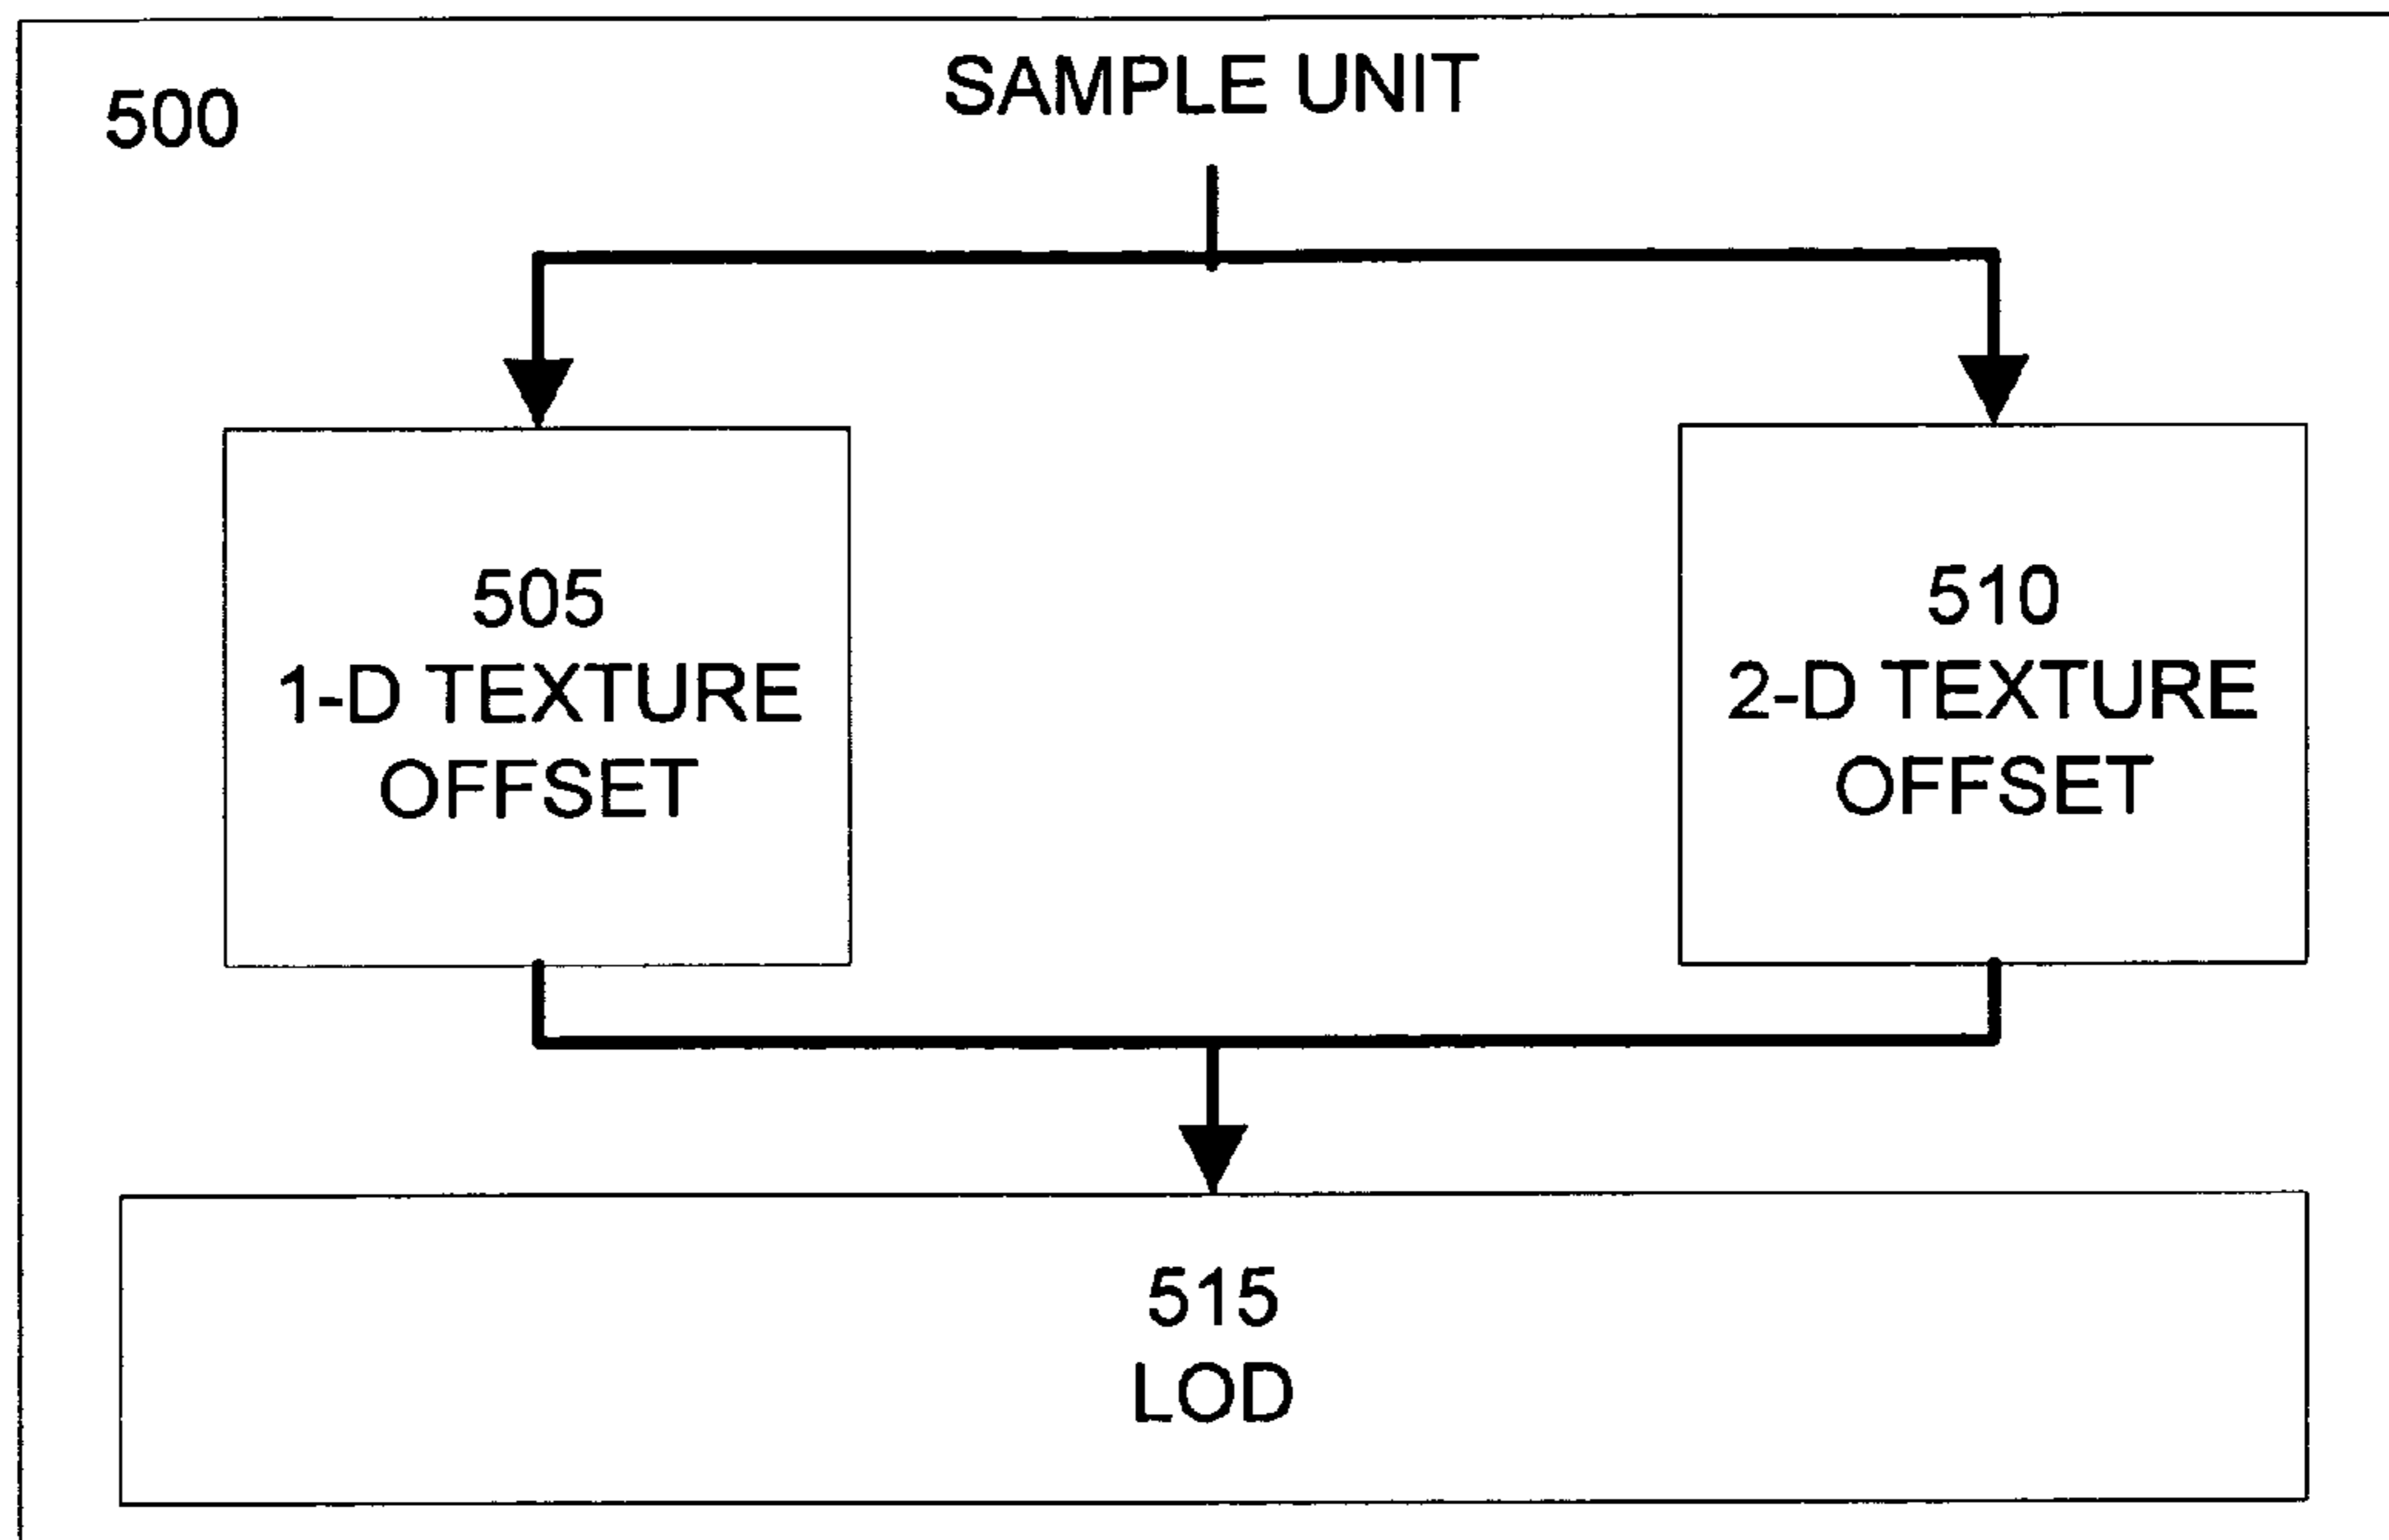 SAMPLE UNIT
500
505
1-D TEXTURE
OFFSET
510
2-D TEXTURE
OFFSET
515
LOD